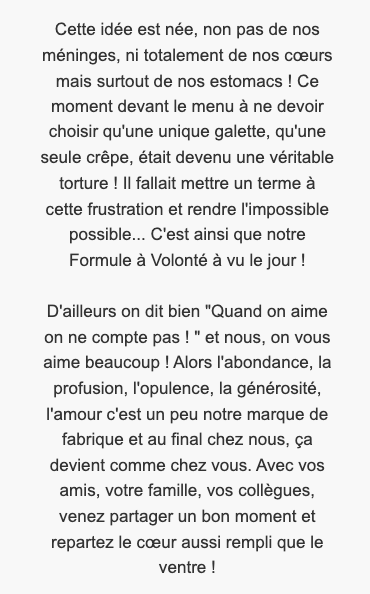 Cette idée est née, non pas de nos
méninges, ni totalement de nos cœurs
mais surtout de nos estomacs ! Ce
moment devant le menu à ne devoir
choisir qu'une unique galette, qu'une
seule crêpe, était devenu une véritable
torture ! Il fallait mettre un terme à
cette frustration et rendre l'impossible
possible... C'est ainsi que notre
Formule à Volonté à vu le jour !

D'ailleurs on dit bien "Quand on aime
on ne compte pas ! " et nous, on vous
aime beaucoup ! Alors l'abondance, la
profusion, l'opulence, la générosité,
l'amour c'est un peu notre marque de
fabrique et au final chez nous, ça
devient comme chez vous. Avec vos
amis, votre famille, vos collègues,
venez partager un bon moment et
repartez le cœur aussi rempli que le
ventre !